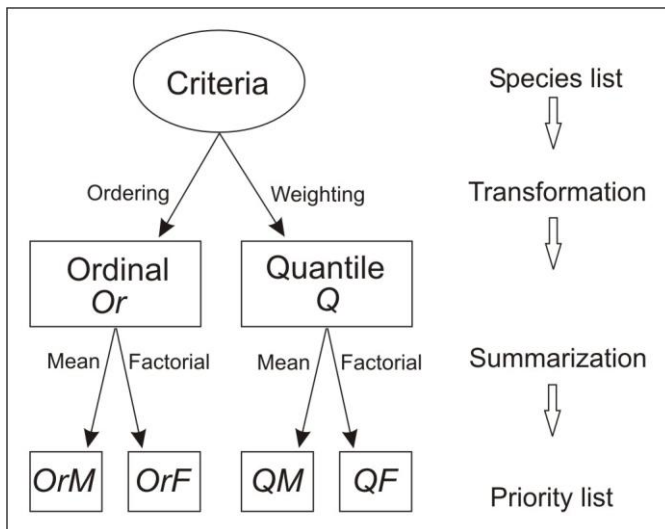 Criteria
Species list
Ordering
Weighting
Transformation
Ordinal
Or
Quantile
Q
Mean
Factorial
Mean
Factorial
Summarization
OrM
OrF
QM
QF
Priority list